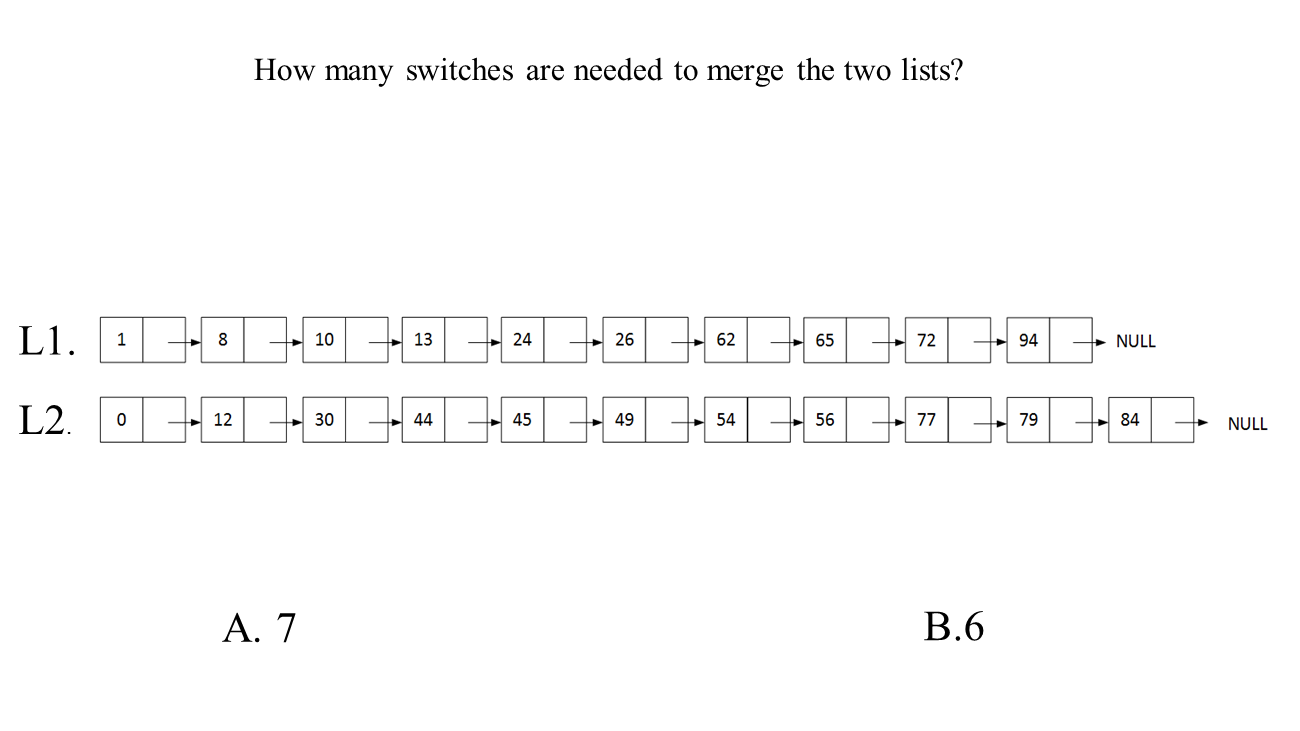 How many switches are needed to merge the two lists?
L1. 1 8 10 13 24 26 62 65 72 94 NULL
L2. 0 12 30 44 45 49 54 56 77 79 84 NULL
A. 7 B.6